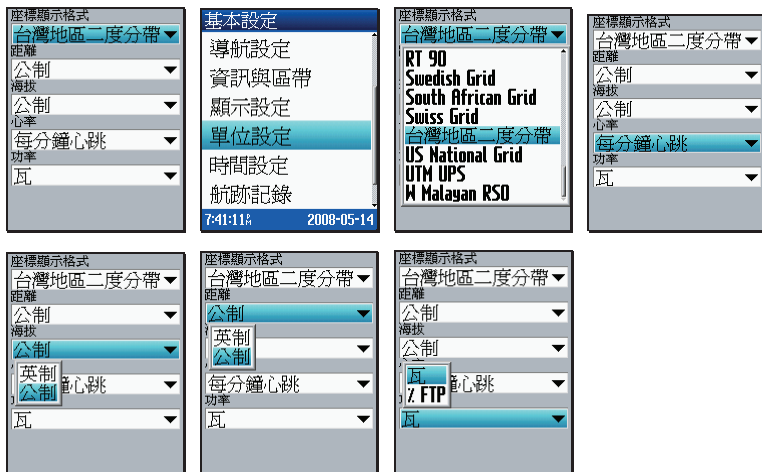 座標顯示格式
台灣地區二度分帶
距離
公制
海拔
公制
心率
每分鐘心跳
功率
瓦
基本設定
導航設定
資訊與區帶
顯示設定
單位設定
時間設定
航跡記錄
7:41:11PM 2008-05-14
座標顯示格式
台灣地區二度分帶
RT 90
Swedish Grid
South African Grid
Swiss Grid
台灣地區二度分帶
US National Grid
UTM UPS
W Malayan RSO
座標顯示格式
台灣地區二度分帶
距離
公制
海拔
公制
心率
每分鐘心跳
功率
瓦
座標顯示格式
台灣地區二度分帶
距離
公制
海拔
公制
英制
公制
鐘心跳
瓦
座標顯示格式
台灣地區二度分帶
距離
公制
英制
公制
每分鐘心跳
功率
瓦
座標顯示格式
台灣地區二度分帶
距離
公制
海拔
公制
瓦
% FTP
鐘心跳
瓦